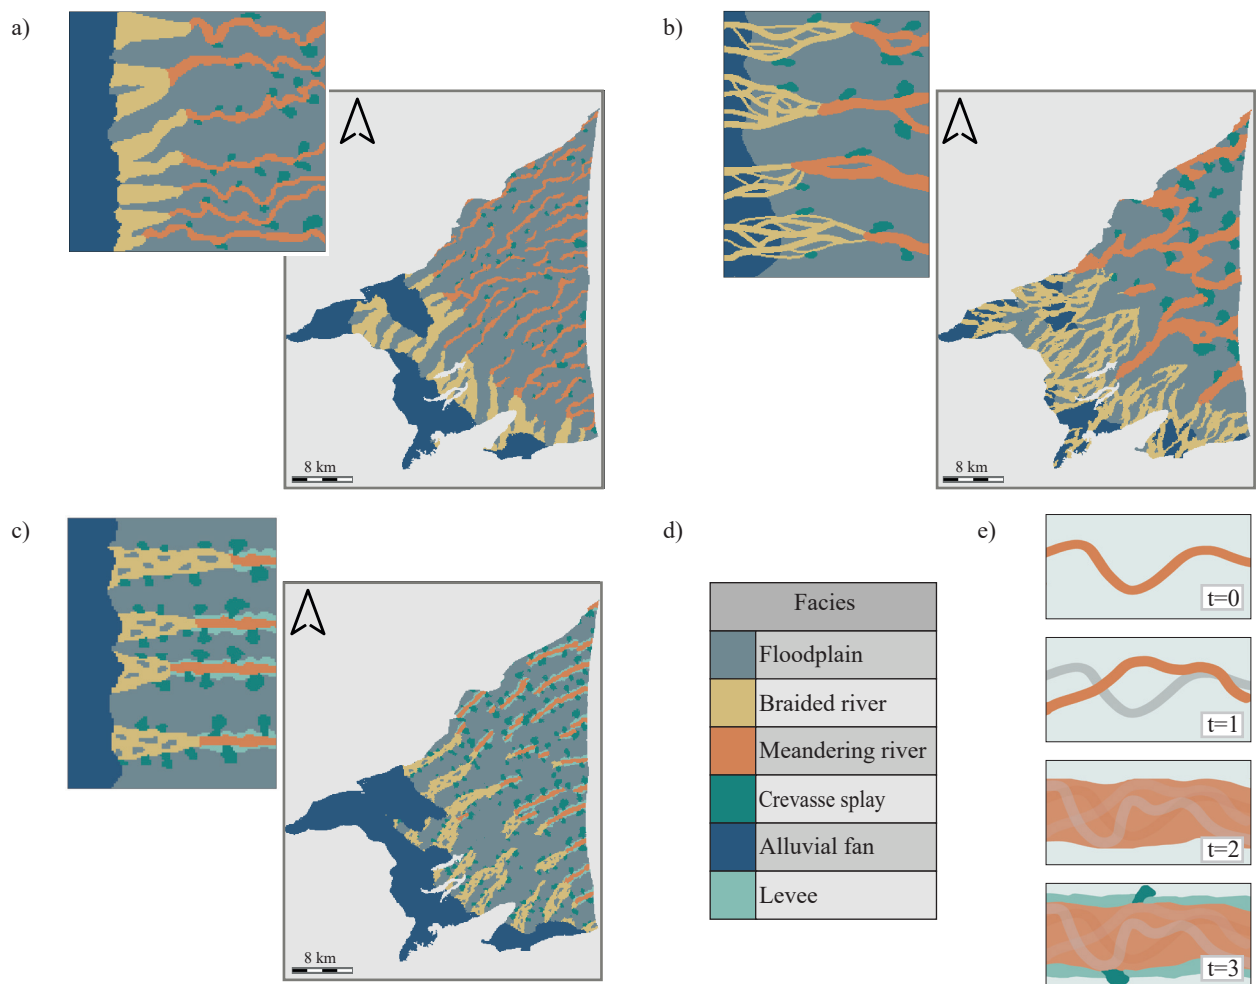 a)
b)
8 km
8 km
c)
d)
e)
Facies
Floodplain
Braided river
Meandering river
Crevasse splay
Alluvial fan
Levee
t=0
t=1
t=2
t=3
8 km